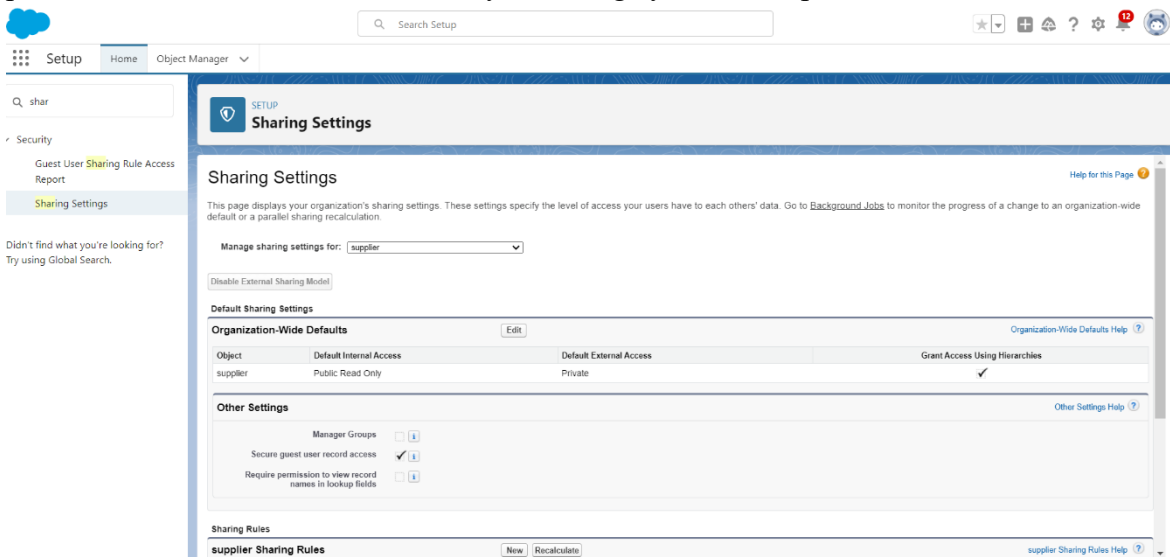 Search Setup
12
Setup
Home
Object Manager
shar
SETUP
Sharing Settings
Security
Guest User Sharing Rule Access
Report
Sharing Settings
Didn't find what you're looking for?
Try using Global Search.
Sharing Settings
Help for this Page
This page displays your organization's sharing settings. These settings specify the level of access your users have to each others' data. Go to Background Jobs to monitor the progress of a change to an organization-wide
default or a parallel sharing recalculation.
Manage sharing settings for: supplier
Disable External Sharing Model
Default Sharing Settings
Organization-Wide Defaults Edit Organization-Wide Defaults Help ?
Object Default Internal Access Default External Access Grant Access Using Hierarchies
supplier Public Read Only Private ✓
Other Settings Other Settings Help ?
Manager Groups i
Secure guest user record access ✓ i
Require permission to view record i
names in lookup fields
Sharing Rules
supplier Sharing Rules New Recalculate supplier Sharing Rules Help ?